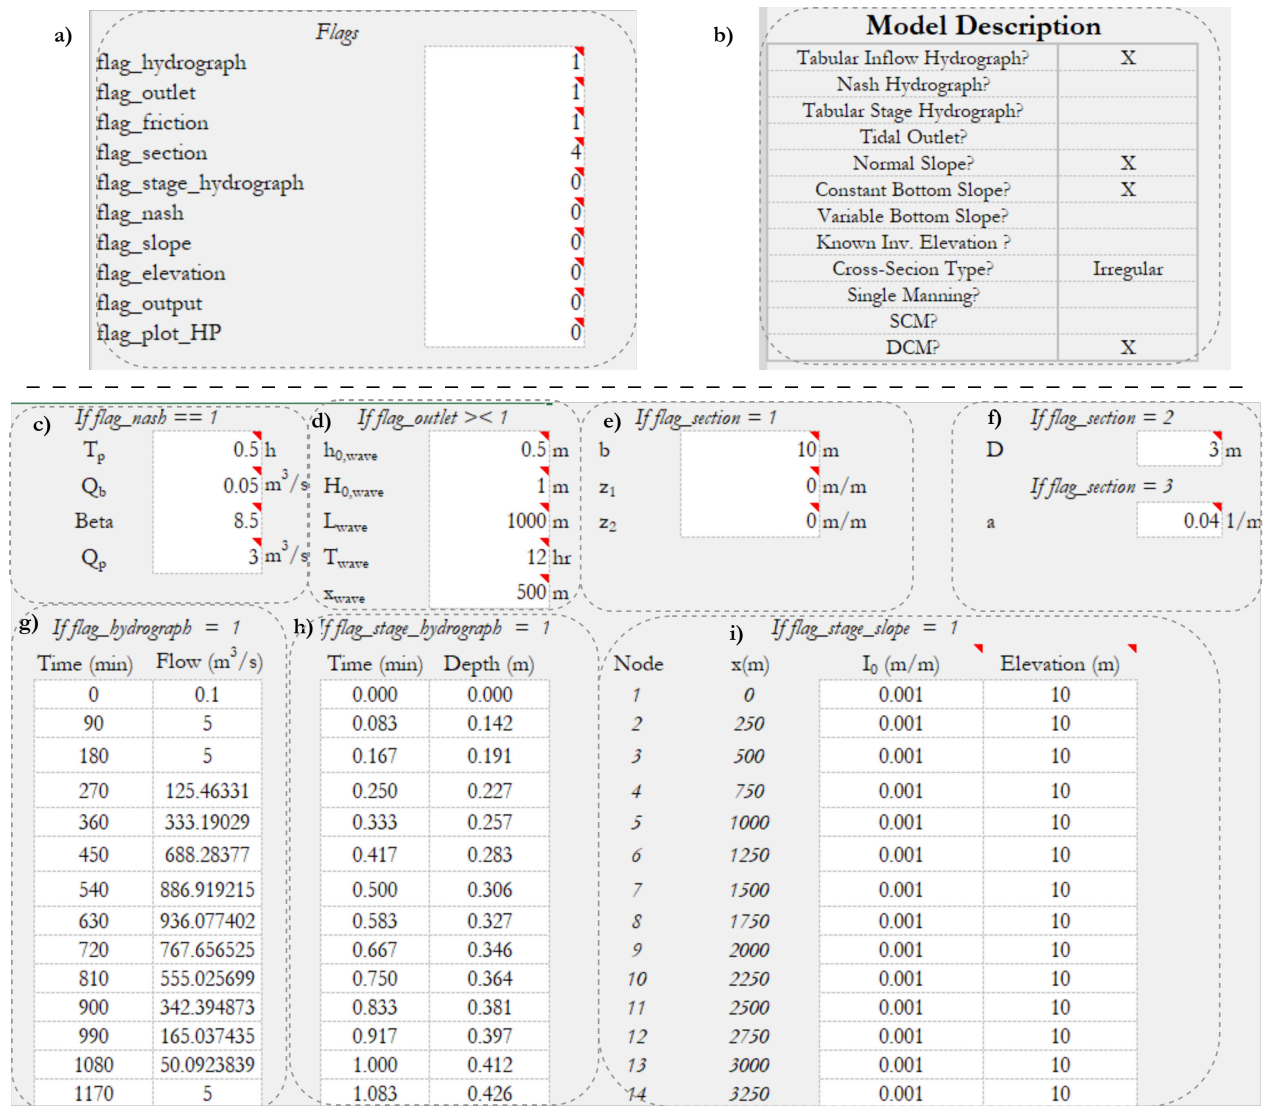 a)
Flags
flag_hydrograph 1
flag_outlet 1
flag_friction 1
flag_section 4
flag_stage_hydrograph 0
flag_nash 0
flag_slope 0
flag_elevation 0
flag_output 0
flag_plot_HP 0
b)
Model Description
Tabular Inflow Hydrograph? X
Nash Hydrograph?
Tabular Stage Hydrograph?
Tidal Outlet?
Normal Slope? X
Constant Bottom Slope? X
Variable Bottom Slope?
Known Inv. Elevation ?
Cross-Secion Type? Irregular
Single Manning?
SCM?
DCM? X
c) If flag_nash == 1
Tp 0.5 h
Qb 0.05 m³/s
Beta 8.5
Qp 3 m³/s
d) If flag_outlet >< 1
h0,wave 0.5 m
H0,wave 1 m
Lwave 1000 m
Twave 12 hr
xwave 500 m
e) If flag_section = 1
b 10 m
z1 0 m/m
z2 0 m/m
f) If flag_section = 2
D 3 m
If flag_section = 3
a 0.04 1/m
g) If flag_hydrograph = 1
Time (min) Flow (m³/s)
0 0.1
90 5
180 5
270 125.46331
360 333.19029
450 688.28377
540 886.919215
630 936.077402
720 767.656525
810 555.025699
900 342.394873
990 165.037435
1080 50.0923839
1170 5
h) If flag_stage_hydrograph = 1
Time (min) Depth (m)
0.000 0.000
0.083 0.142
0.167 0.191
0.250 0.227
0.333 0.257
0.417 0.283
0.500 0.306
0.583 0.327
0.667 0.346
0.750 0.364
0.833 0.381
0.917 0.397
1.000 0.412
1.083 0.426
i) If flag_stage_slope = 1
Node x(m) I0 (m/m) Elevation (m)
1 0 0.001 10
2 250 0.001 10
3 500 0.001 10
4 750 0.001 10
5 1000 0.001 10
6 1250 0.001 10
7 1500 0.001 10
8 1750 0.001 10
9 2000 0.001 10
10 2250 0.001 10
11 2500 0.001 10
12 2750 0.001 10
13 3000 0.001 10
14 3250 0.001 10